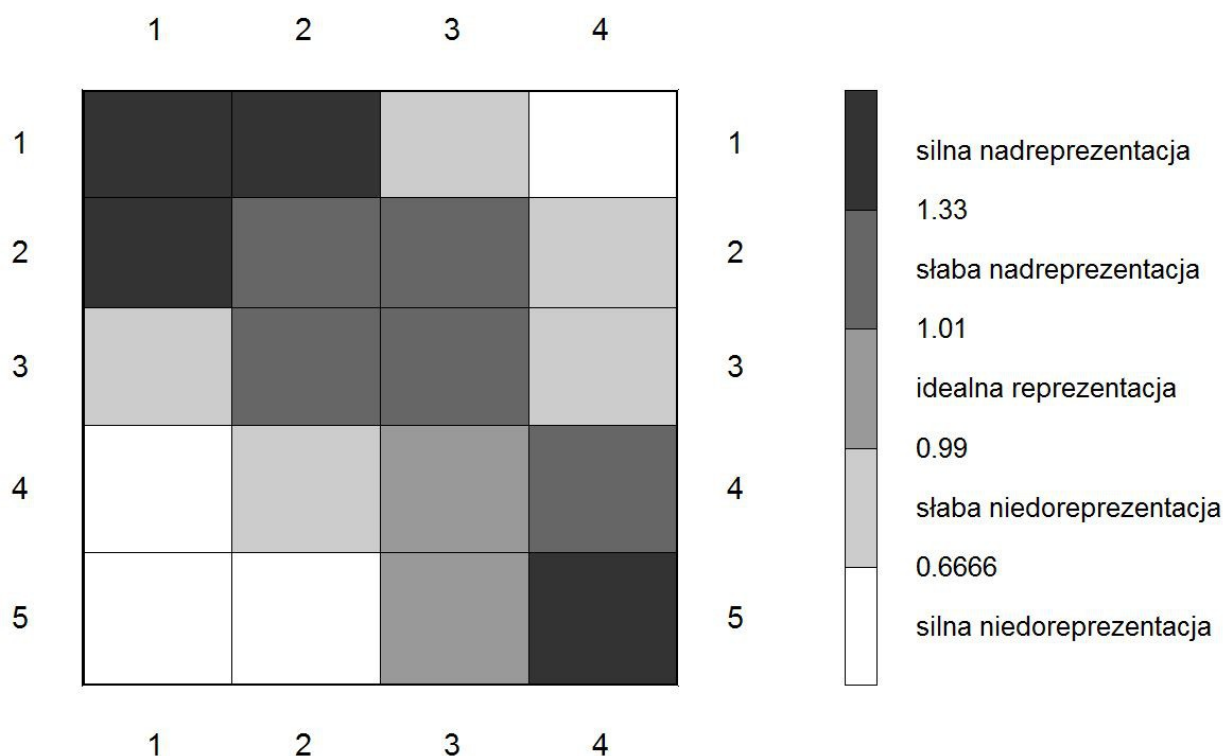 1 2 3 4
1 1 silna nadreprezentacja
1.33
2 2 słaba nadreprezentacja
1.01
3 3 idealna reprezentacja
0.99
4 4 słaba niedoreprezentacja
0.6666
5 5 silna niedoreprezentacja
1 2 3 4